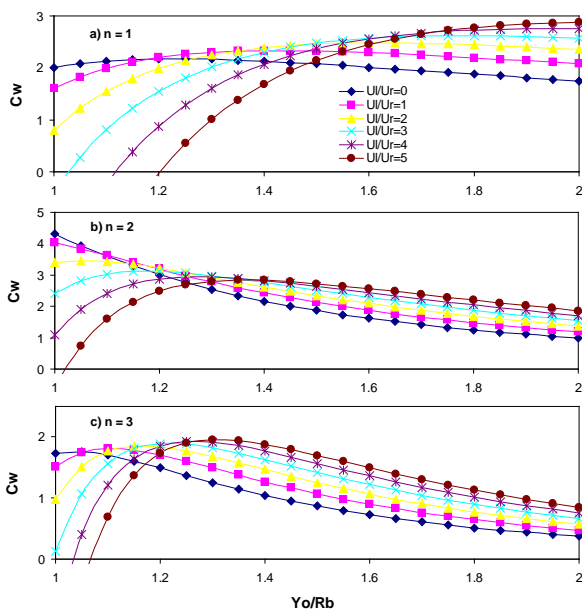 a) n = 1
Cw
3
2
1
0
1
1.2
1.4
1.6
1.8
2
Ul/Ur=0
Ul/Ur=1
Ul/Ur=2
Ul/Ur=3
Ul/Ur=4
Ul/Ur=5
b) n = 2
Cw
5
4
3
2
1
0
1
1.2
1.4
1.6
1.8
2
c) n = 3
Cw
2
1
0
1
1.2
1.4
1.6
1.8
2
Yo/Rb